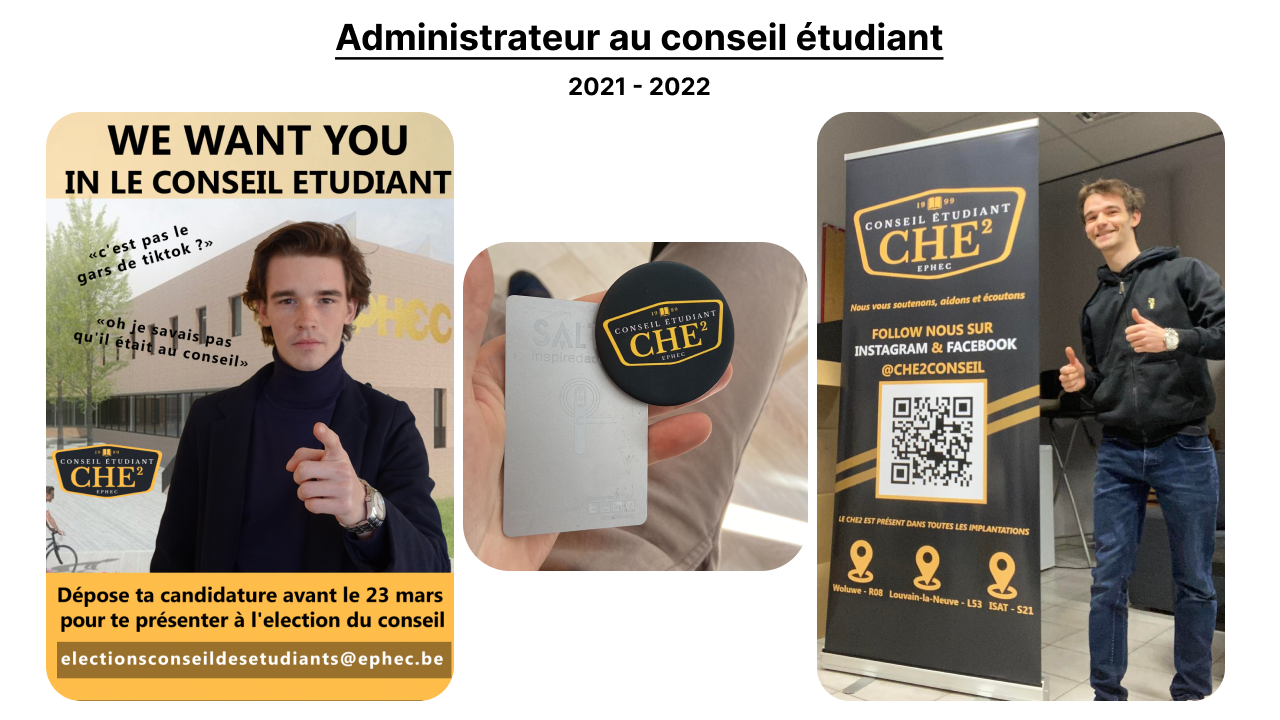 Administrateur au conseil étudiant
2021 - 2022
WE WANT YOU
IN LE CONSEIL ETUDIANT
«c'est pas le
gars de tiktok ?»
«oh je savais pas
qu'il était au conseil»
EPHEC
19 99
CONSEIL ÉTUDIANT
CHE²
EPHEC
Dépose ta candidature avant le 23 mars
pour te présenter à l'election du conseil
electionsconseildesetudiants@ephec.be
19 99
CONSEIL ÉTUDIANT
CHE²
EPHEC
19 99
CONSEIL ÉTUDIANT
CHE²
EPHEC
Nous vous soutenons, aidons et écoutons
FOLLOW NOUS SUR
INSTAGRAM & FACEBOOK
@CHE2CONSEIL
LE CHE2 EST PRÉSENT DANS TOUTES LES IMPLANTATIONS
Woluwe - R08 Louvain-la-Neuve - L53 ISAT - S21